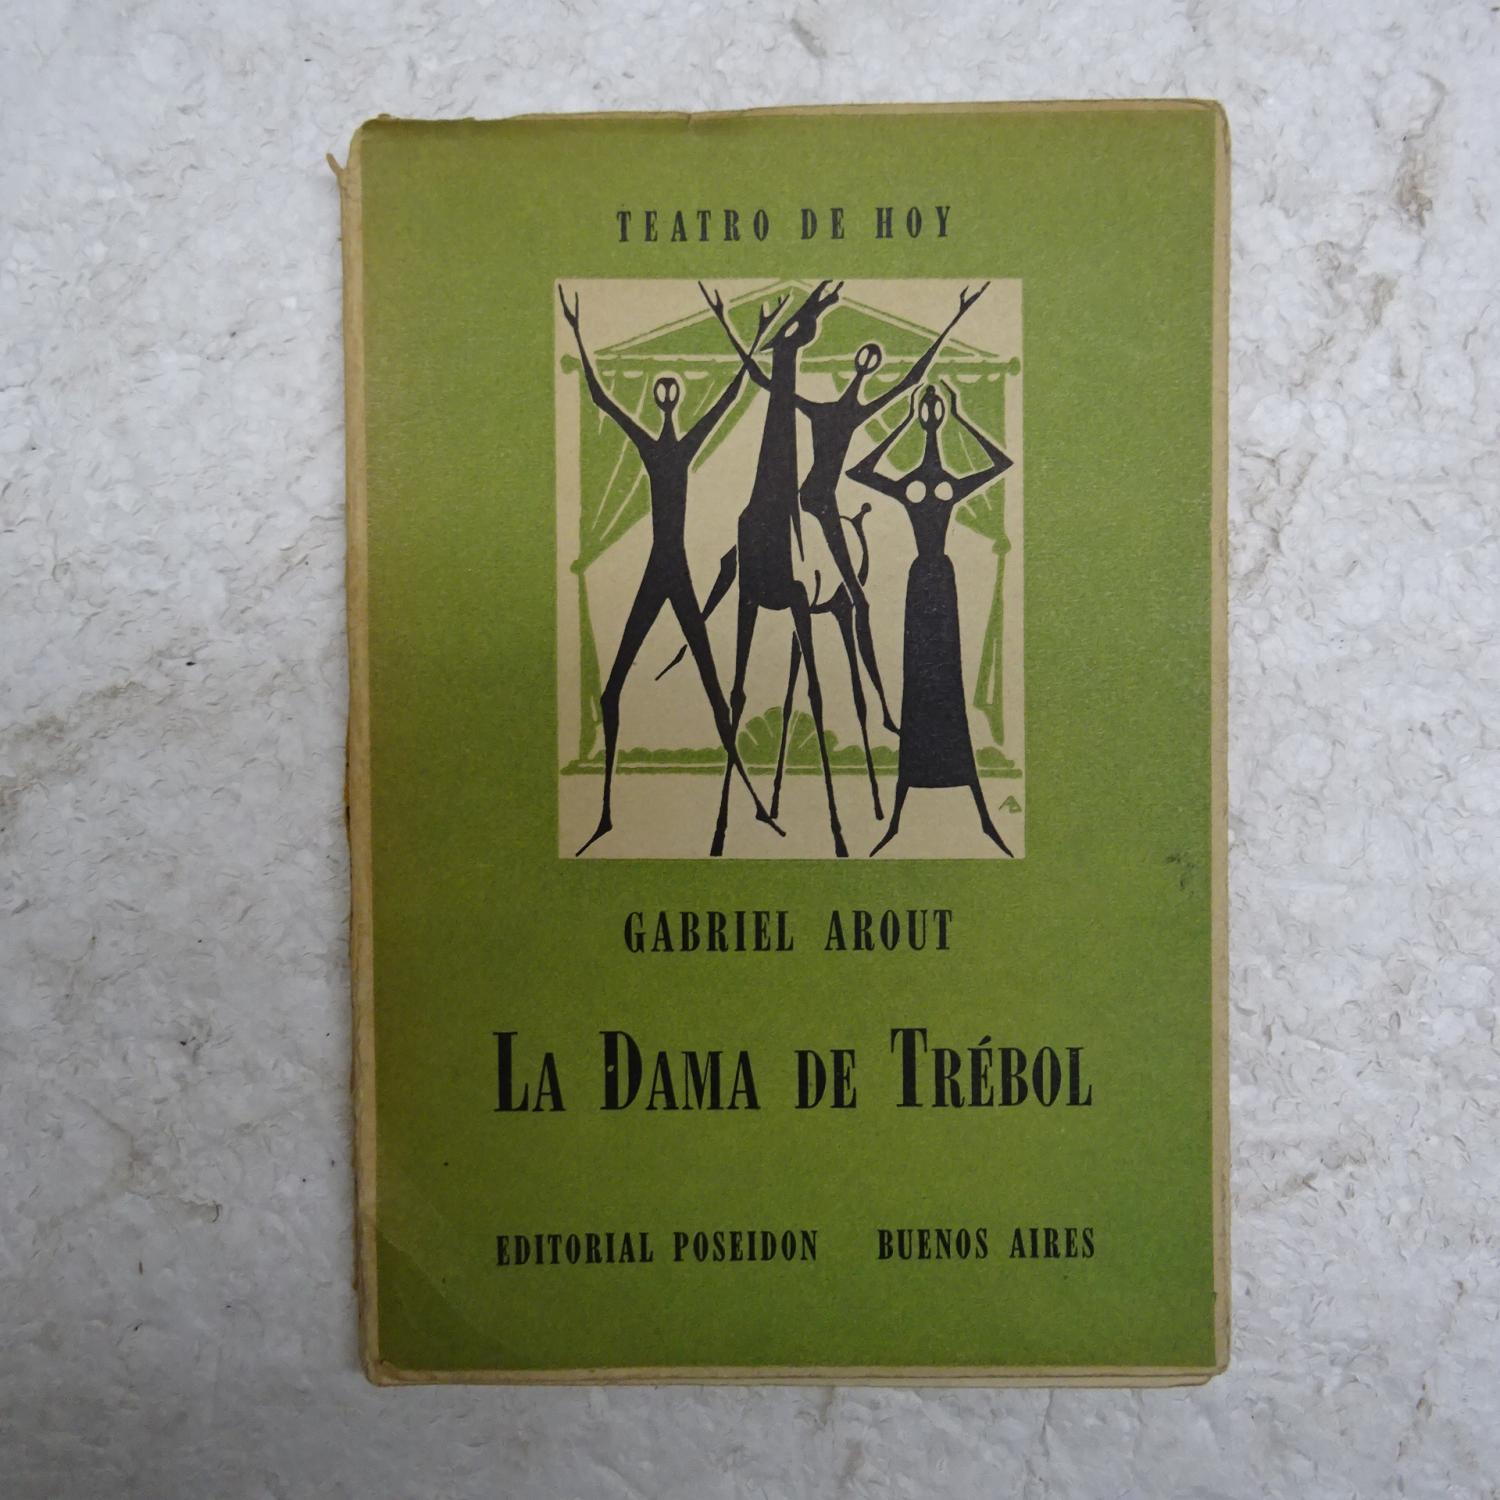 TEATRO DE HOY
GABRIEL AROUT
LA DAMA DE TRÉBOL
EDITORIAL POSEIDON BUENOS AIRES